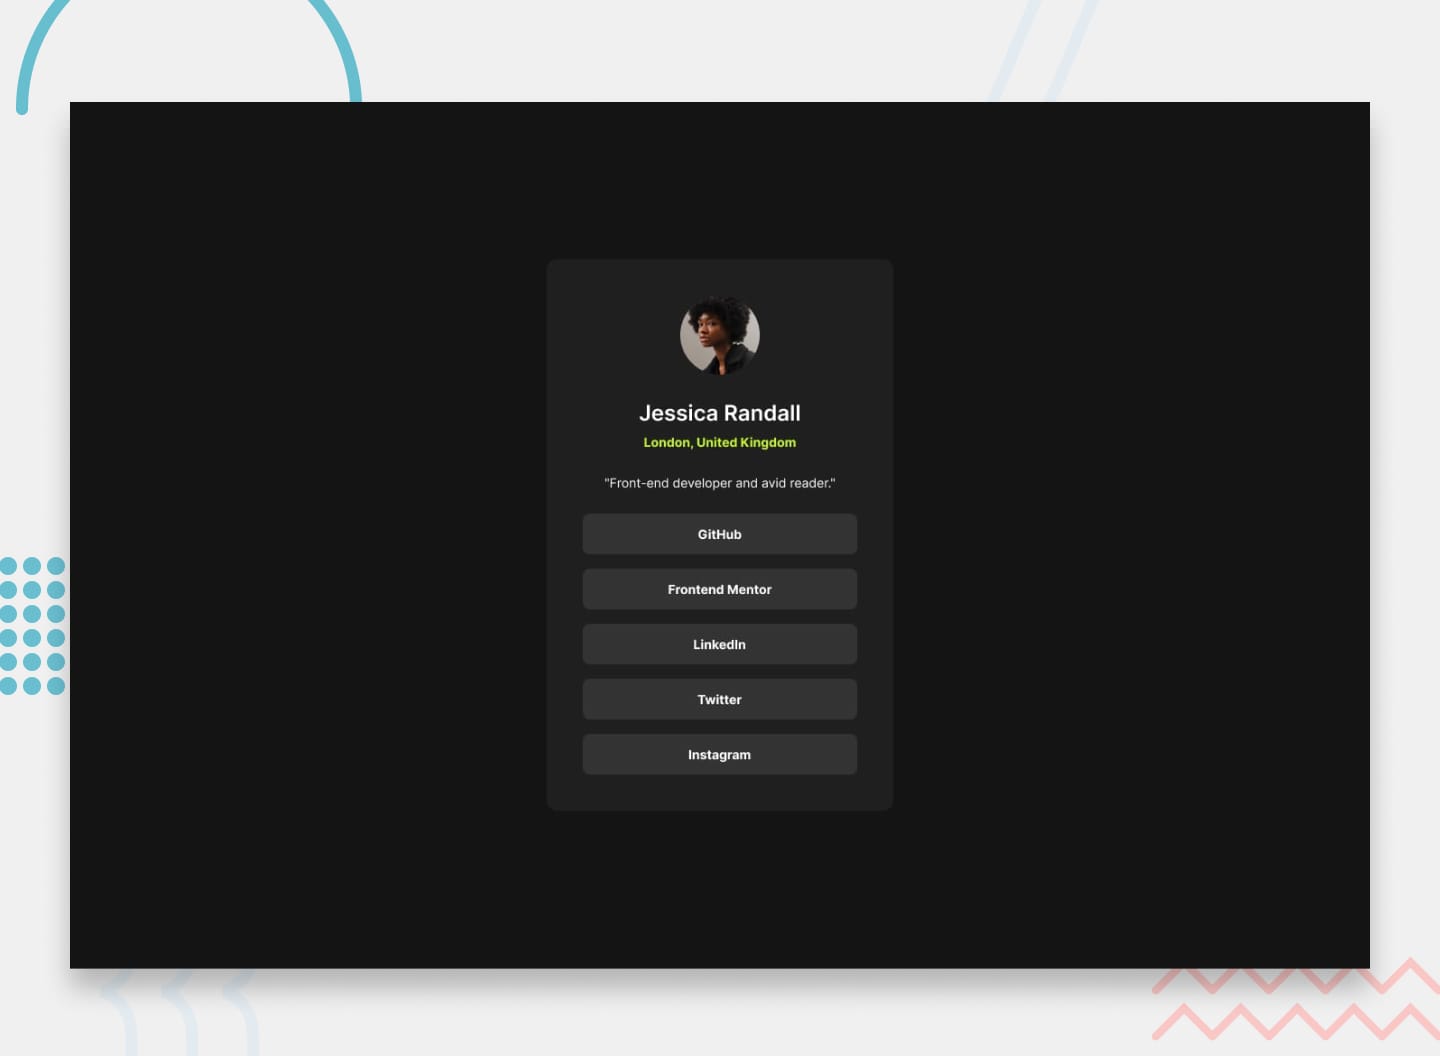 Jessica Randall
London, United Kingdom
"Front-end developer and avid reader."
GitHub
Frontend Mentor
LinkedIn
Twitter
Instagram